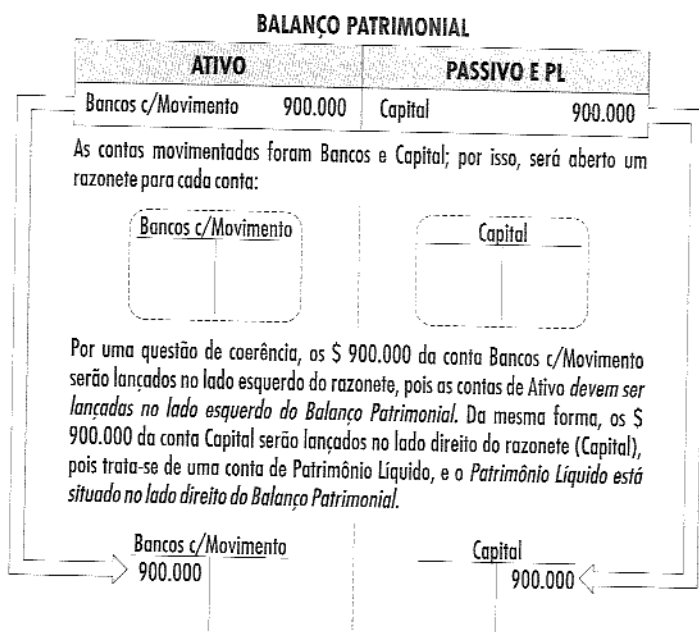 BALANÇO PATRIMONIAL
ATIVO PASSIVO E PL
Bancos c/Movimento 900.000 Capital 900.000
As contas movimentadas foram Bancos e Capital; por isso, será aberto um
razonete para cada conta:
Bancos c/Movimento Capital
Por uma questão de coerência, os $ 900.000 da conta Bancos c/Movimento
serão lançados no lado esquerdo do razonete, pois as contas de Ativo devem ser
lançadas no lado esquerdo do Balanço Patrimonial. Da mesma forma, os $
900.000 da conta Capital serão lançados no lado direito do razonete (Capital),
pois trata-se de uma conta de Patrimônio Líquido, e o Patrimônio Líquido está
situado no lado direito do Balanço Patrimonial.
Bancos c/Movimento Capital
900.000 900.000